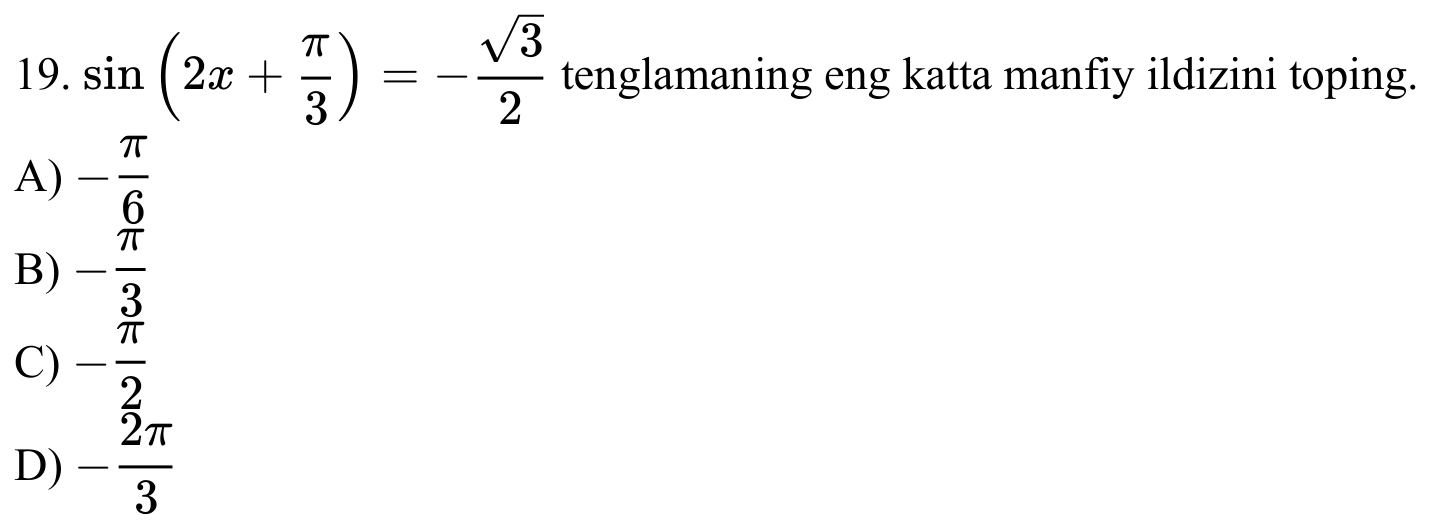 19. sin(2x + π/3) = −√3/2 tenglamaning eng katta manfiy ildizini toping.
A) −π/6
B) −π/3
C) −π/2
D) −2π/3